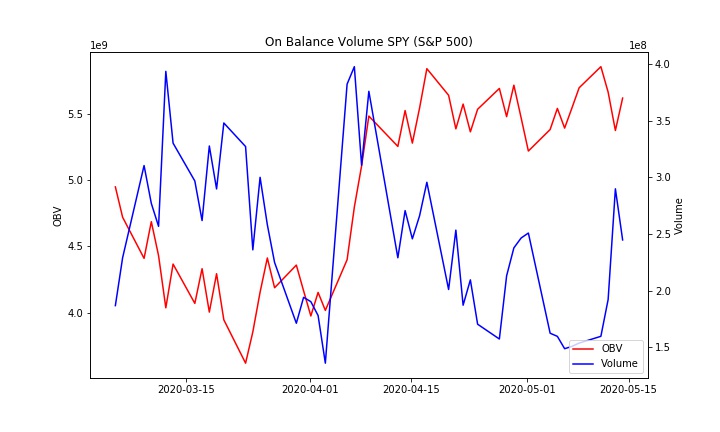 On Balance Volume SPY (S&P 500)
1e9
1e8
5.5
5.0
4.5
4.0
OBV
4.0
3.5
3.0
2.5
2.0
1.5
Volume
OBV
Volume
2020-03-15
2020-04-01
2020-04-15
2020-05-01
2020-05-15